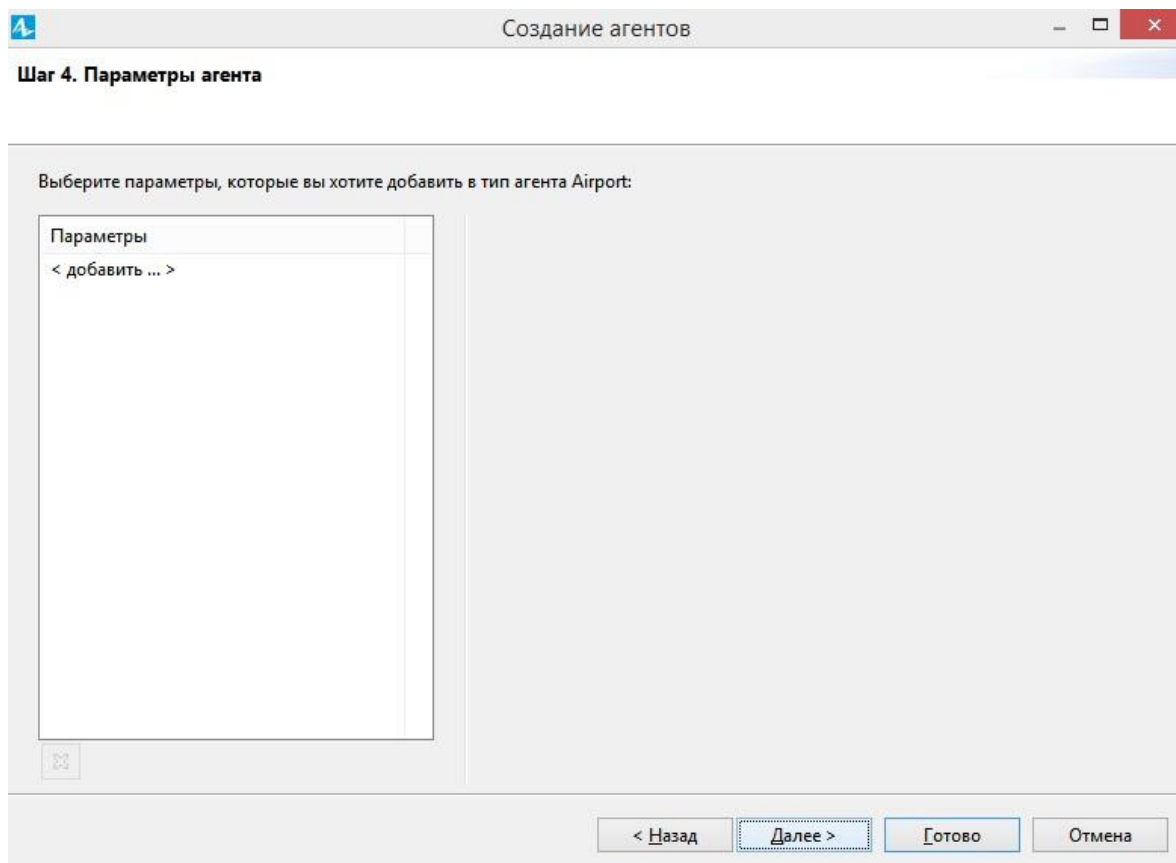 Создание агентов
Шаг 4. Параметры агента
Выберите параметры, которые вы хотите добавить в тип агента Airport:
Параметры
< добавить ... >
< Назад Далее > Готово Отмена